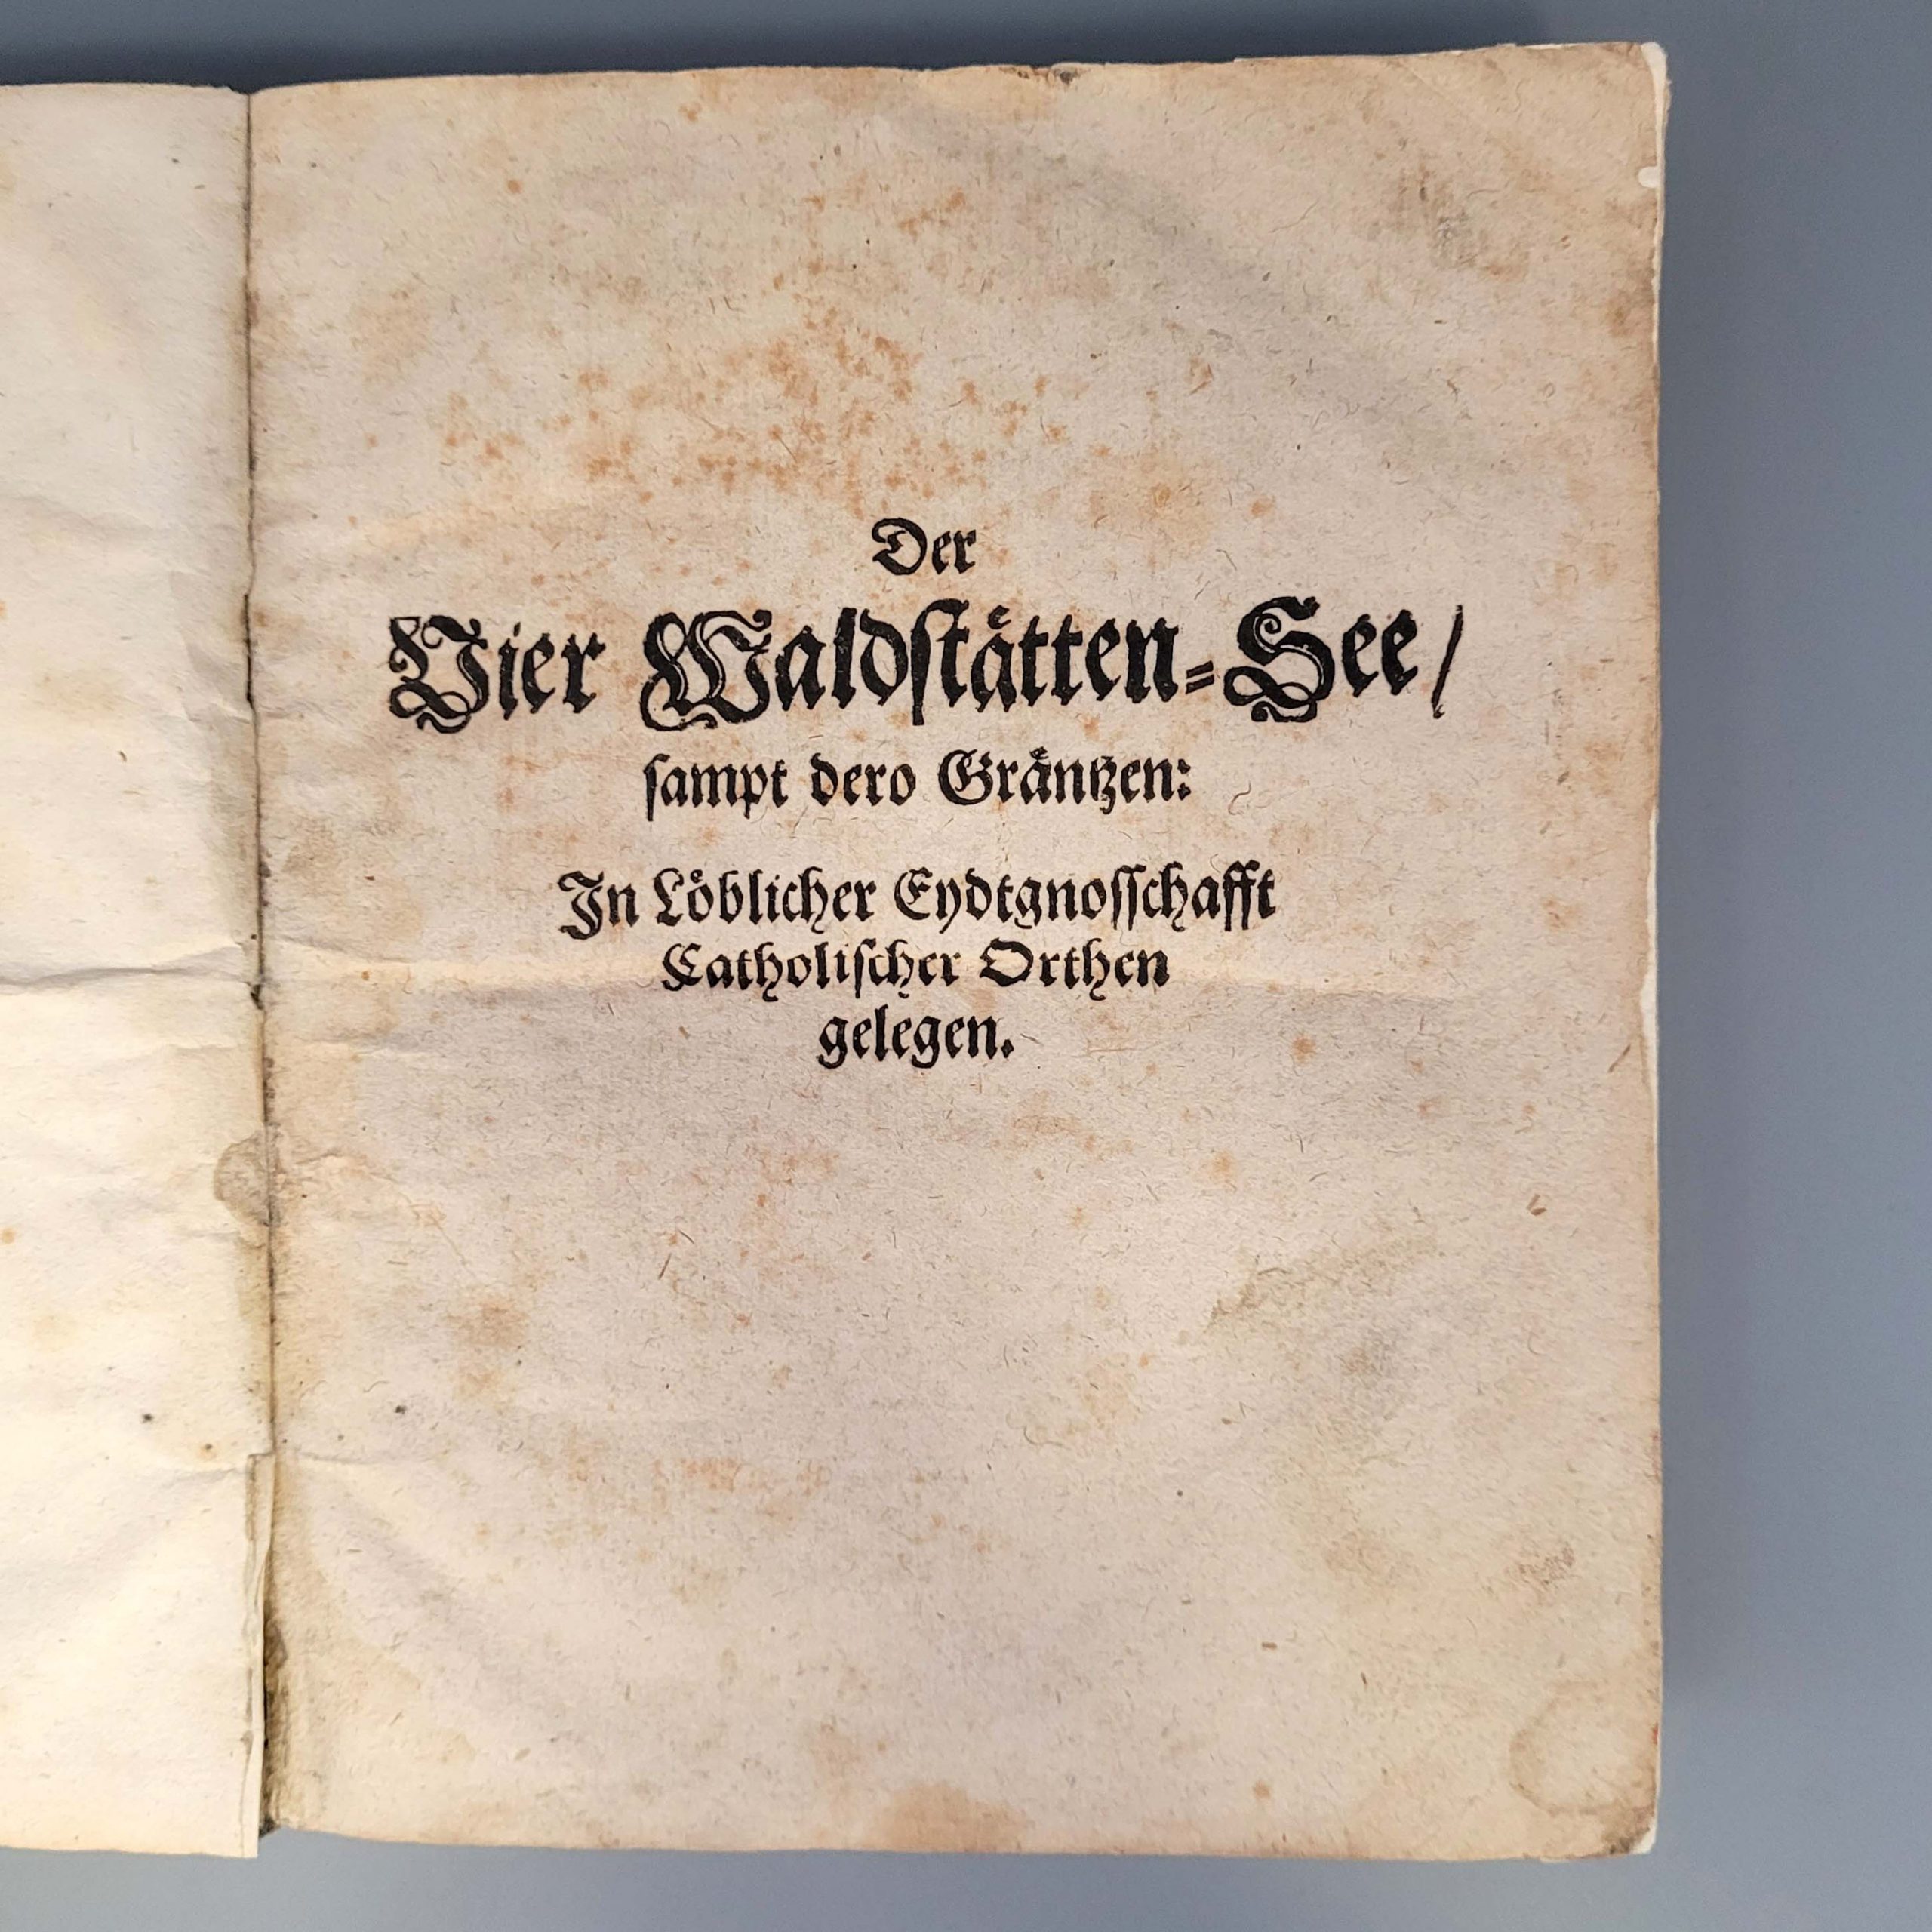 Der
Vier Waldſtätten⸗See/
ſampt dero Gräntzen:
In Löblicher Eydtgnoſſchafft
Catholiſcher Orthen
gelegen.